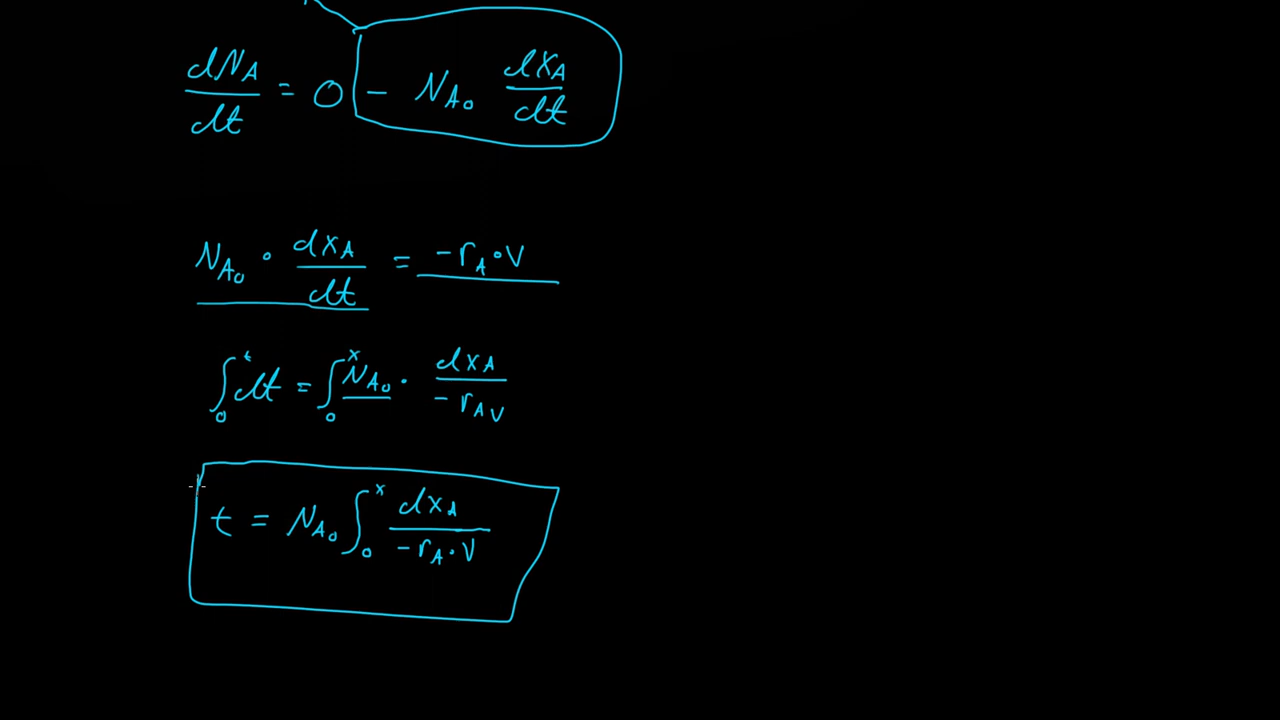 dN_A/dt = 0 - N_A0 dX_A/dt
N_A0 · dX_A/dt = -r_A · V
∫_0^t dt = ∫_0^x N_A0 · dX_A/-r_A V
t = N_A0 ∫_0^x dX_A/-r_A · V